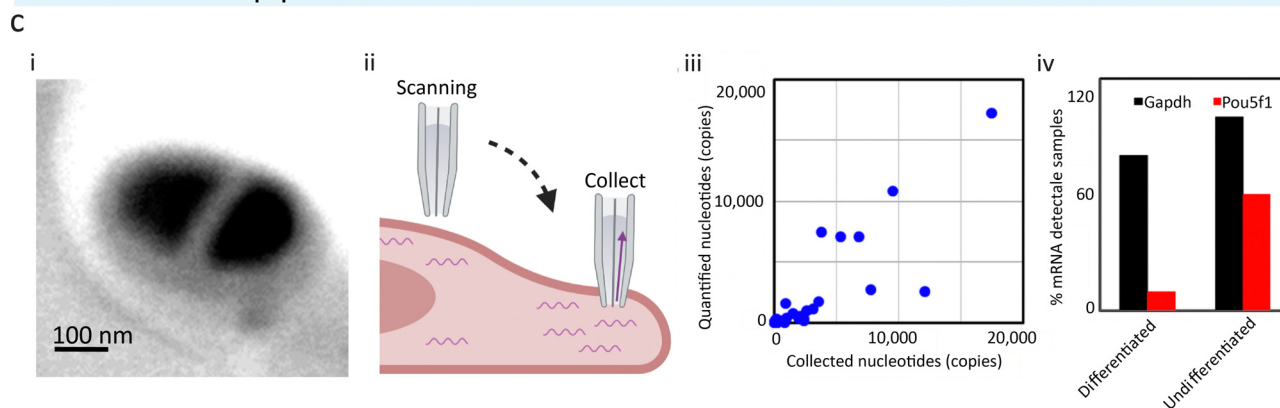 C
i
100 nm
ii
Scanning
Collect
iii
Quantified nucleotides (copies)
20,000
10,000
0
0
10,000
20,000
Collected nucleotides (copies)
iv
% mRNA detectale samples
120
60
0
Gapdh
Pou5f1
Differentiated
Undifferentiated